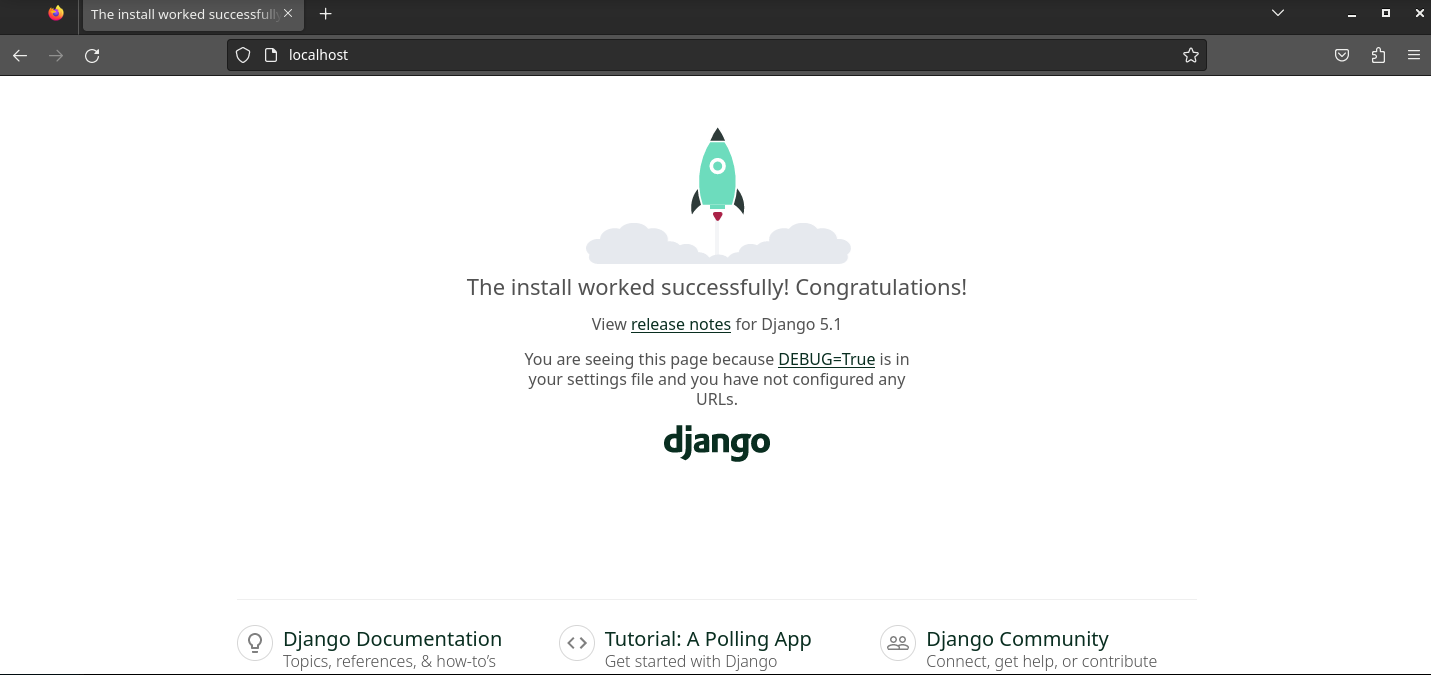 The install worked successfully
localhost
The install worked successfully! Congratulations!
View release notes for Django 5.1
You are seeing this page because DEBUG=True is in
your settings file and you have not configured any
URLs.
django
Django Documentation
Topics, references, & how-to’s
Tutorial: A Polling App
Get started with Django
Django Community
Connect, get help, or contribute